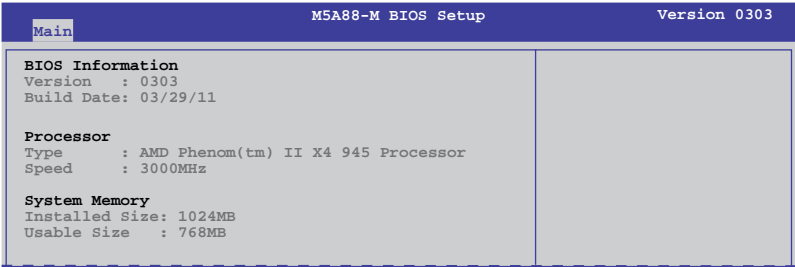 M5A88-M BIOS Setup Version 0303
Main
BIOS Information
Version : 0303
Build Date: 03/29/11
Processor
Type : AMD Phenom(tm) II X4 945 Processor
Speed : 3000MHz
System Memory
Installed Size: 1024MB
Usable Size : 768MB